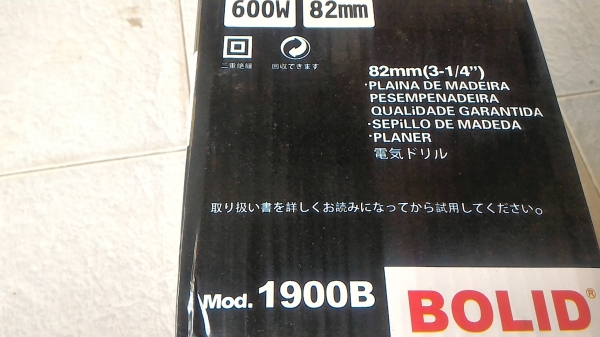 600W 82mm
二重绝缘 回収できます
82mm(3-1/4")
·PLAINA DE MADEIRA
PESEMPENADEIRA
QUALiDADE GARANTIDA
·SEPiLLO DE MADEDA
·PLANER
電気ドリル
取り扱い書を詳しくお読みになってから試用してください。
Mod. 1900B
BOLID®